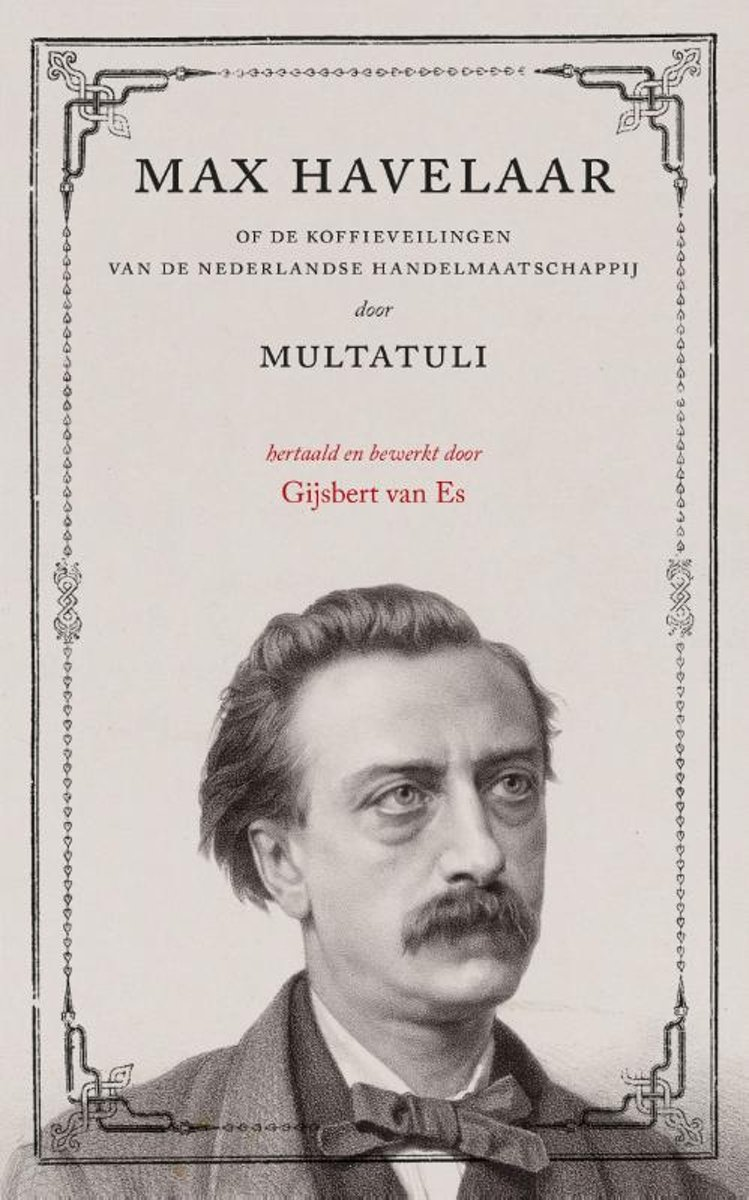 MAX HAVELAAR
OF DE KOFFIEVEILINGEN
VAN DE NEDERLANDSE HANDELMAATSCHAPPIJ
door
MULTATULI
hertaald en bewerkt door
Gijsbert van Es